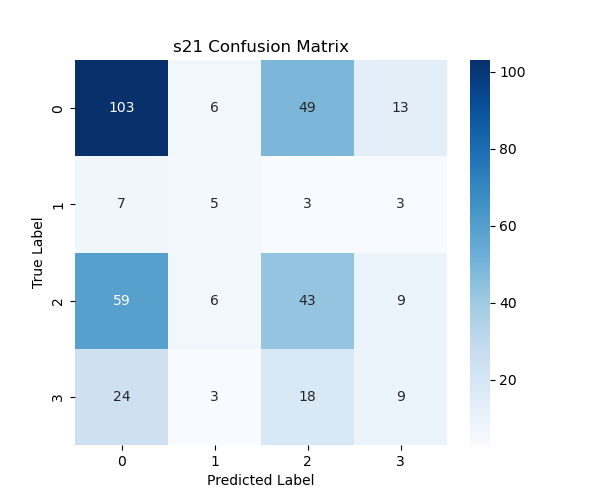 s21 Confusion Matrix
True Label
0 103 6 49 13
1 7 5 3 3
2 59 6 43 9
3 24 3 18 9
0 1 2 3
Predicted Label
100
80
60
40
20